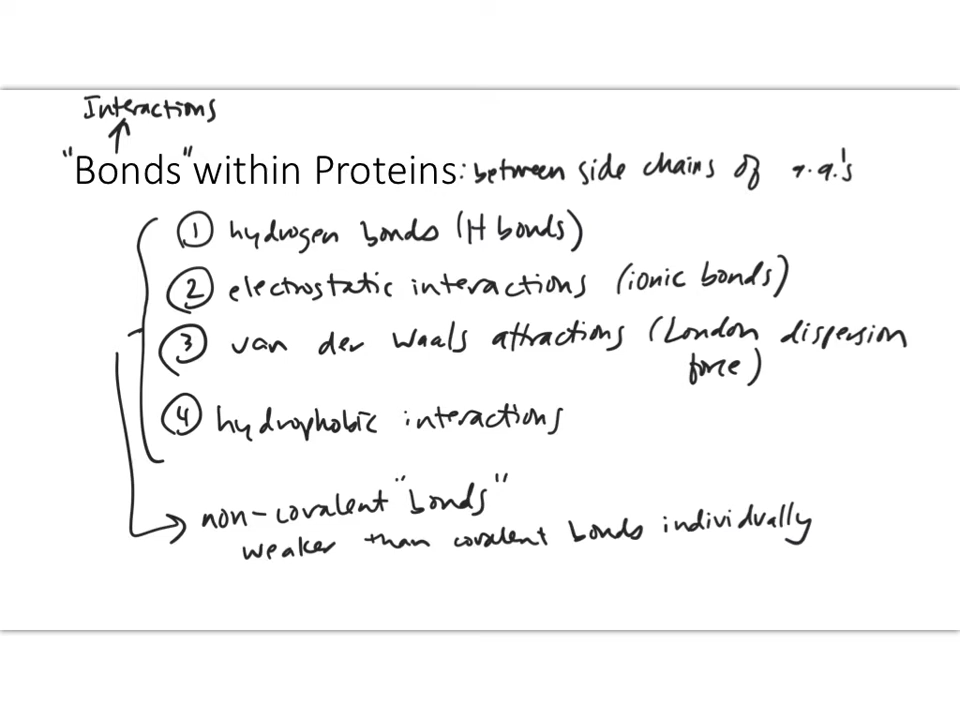 Interactions
"Bonds" within Proteins: between side chains of a.a.'s
① hydrogen bonds (H bonds)
② electrostatic interactions (ionic bonds)
③ van der Waals attractions (London dispersion
force)
④ hydrophobic interactions
non-covalent "bonds"
weaker than covalent bonds individually